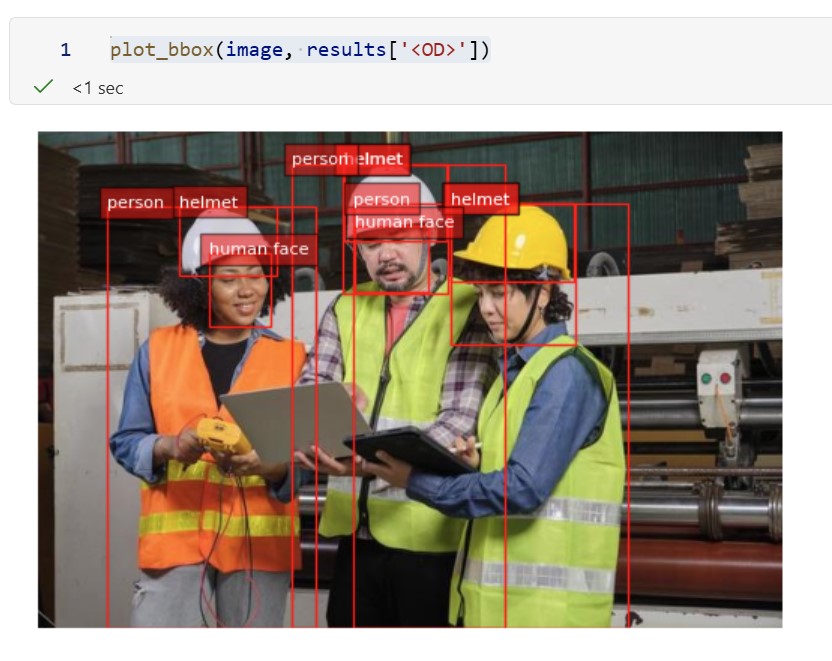 1 plot_bbox(image, results['<OD>'])
<1 sec
person helmet
person helmet
person helmet
human face
human face